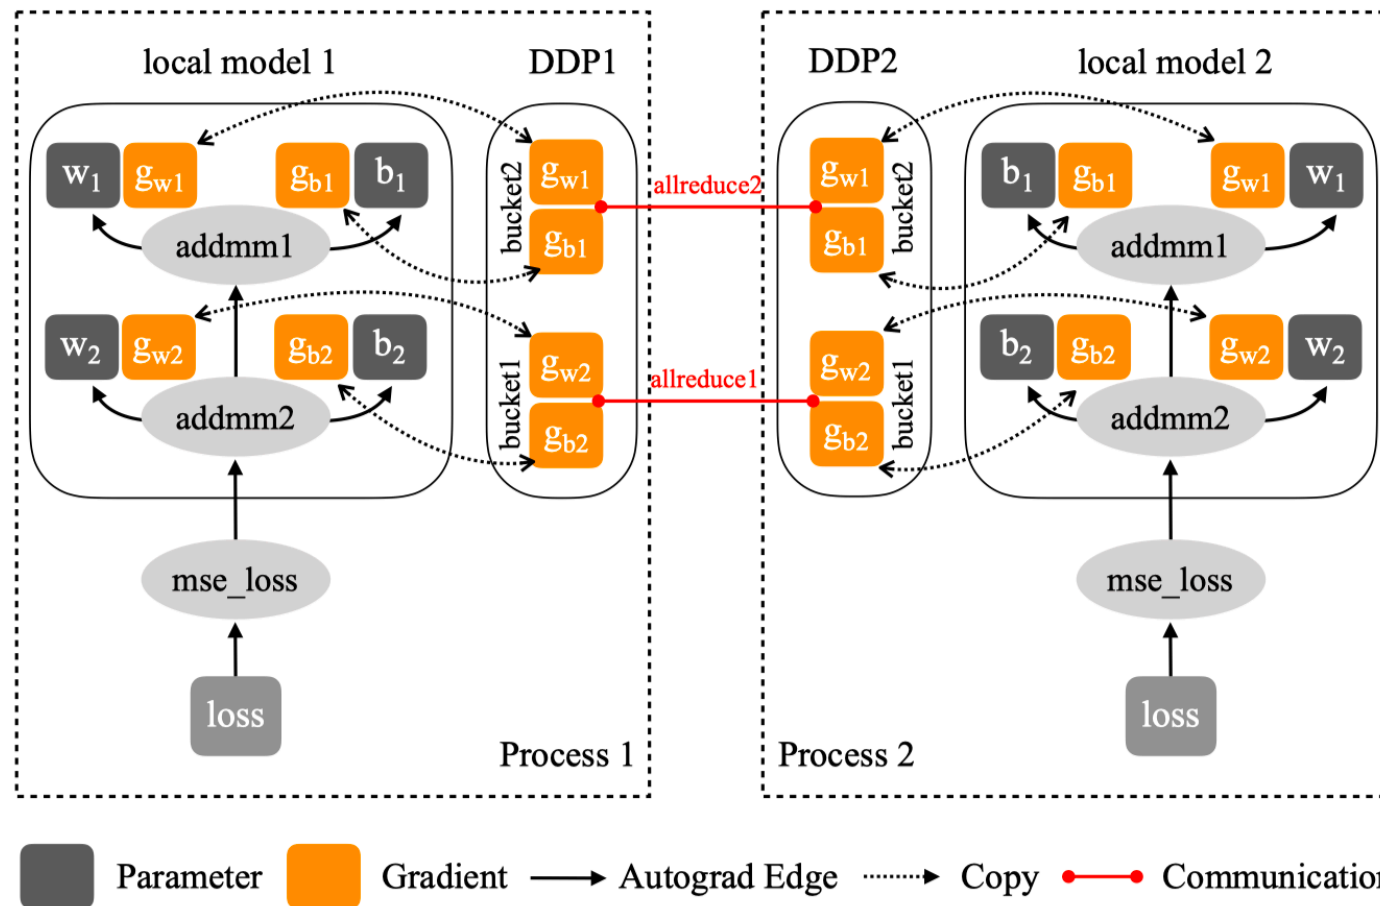 local model 1
DDP1
DDP2
local model 2
w1 gw1 gb1 b1
gw1
gb1
bucket2
allreduce2
gw1
gb1
bucket2
b1 gb1 gw1 w1
addmm1
addmm1
w2 gw2 gb2 b2
gw2
gb2
bucket1
allreduce1
gw2
gb2
bucket1
b2 gb2 gw2 w2
addmm2
addmm2
mse_loss
mse_loss
loss
loss
Process 1
Process 2
Parameter
Gradient
Autograd Edge
Copy
Communication